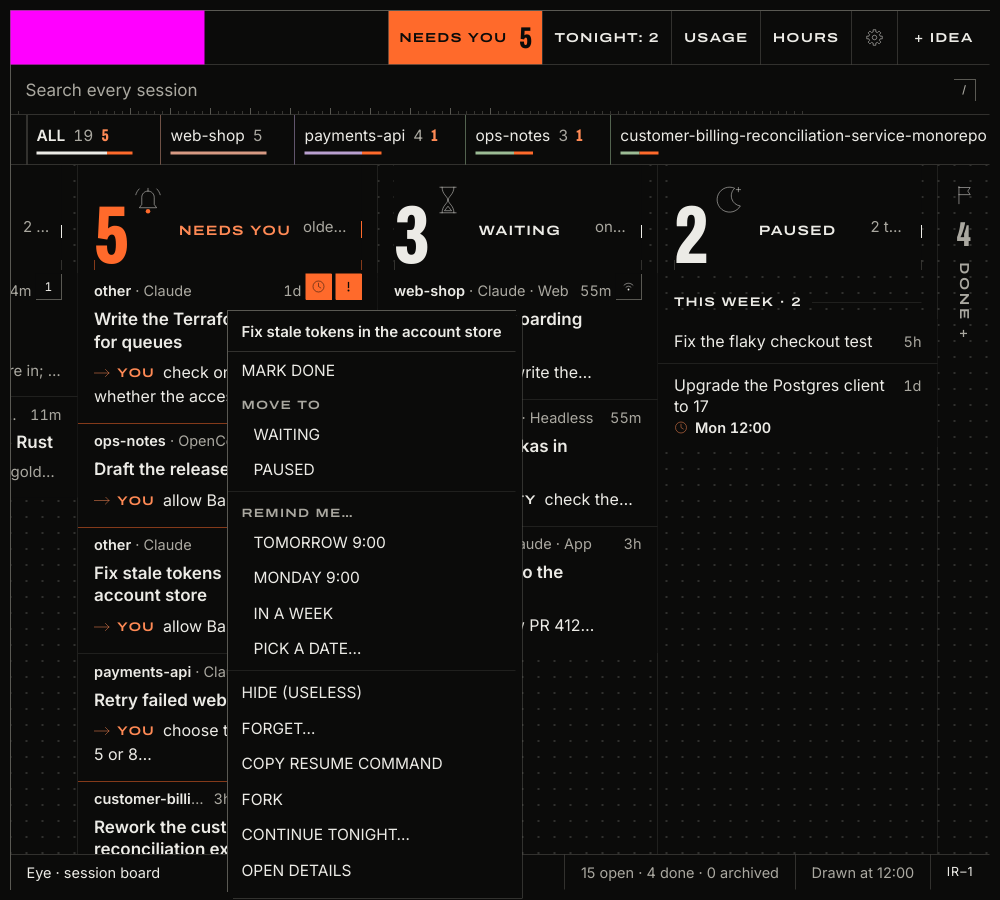 NEEDS YOU 5
TONIGHT: 2
USAGE
HOURS
+ IDEA
Search every session
/
ALL 19 5
web-shop 5
payments-api 4 1
ops-notes 3 1
customer-billing-reconciliation-service-monorepo
2 ...
4m 1
re in; ...
. 11m
Rust
gold...
5 NEEDS YOU olde...
other · Claude 1d !
Write the Terrafo
for queues
→ YOU check or
whether the acce
ops-notes · OpenCo
Draft the release
→ YOU allow Ba
other · Claude
Fix stale tokens
account store
→ YOU allow Ba
payments-api · Cla
Retry failed web
→ YOU choose t
5 or 8...
customer-billi... 3h
Rework the cust
reconciliation ex
Fix stale tokens in the account store
MARK DONE
MOVE TO
WAITING
PAUSED
REMIND ME...
TOMORROW 9:00
MONDAY 9:00
IN A WEEK
PICK A DATE...
HIDE (USELESS)
FORGET...
COPY RESUME COMMAND
FORK
CONTINUE TONIGHT...
OPEN DETAILS
3 WAITING on...
web-shop · Claude · Web 55m
oarding
write the...
· Headless 55m
kas in
Y check the...
aude · App 3h
o the
PR 412...
2 PAUSED 2 t...
THIS WEEK · 2
Fix the flaky checkout test 5h
Upgrade the Postgres client 1d
to 17
Mon 12:00
4 DONE +
Eye · session board
15 open · 4 done · 0 archived
Drawn at 12:00
IR–1